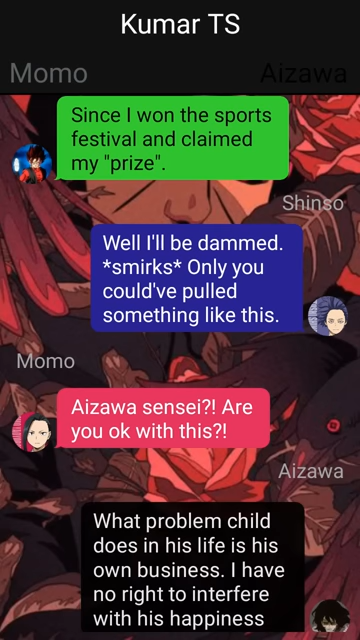 Kumar TS
Momo
Aizawa
Since I won the sports
festival and claimed
my "prize".
Shinso
Well I'll be dammed.
*smirks* Only you
could've pulled
something like this.
Momo
Aizawa sensei?! Are
you ok with this?!
Aizawa
What problem child
does in his life is his
own business. I have
no right to interfere
with his happiness